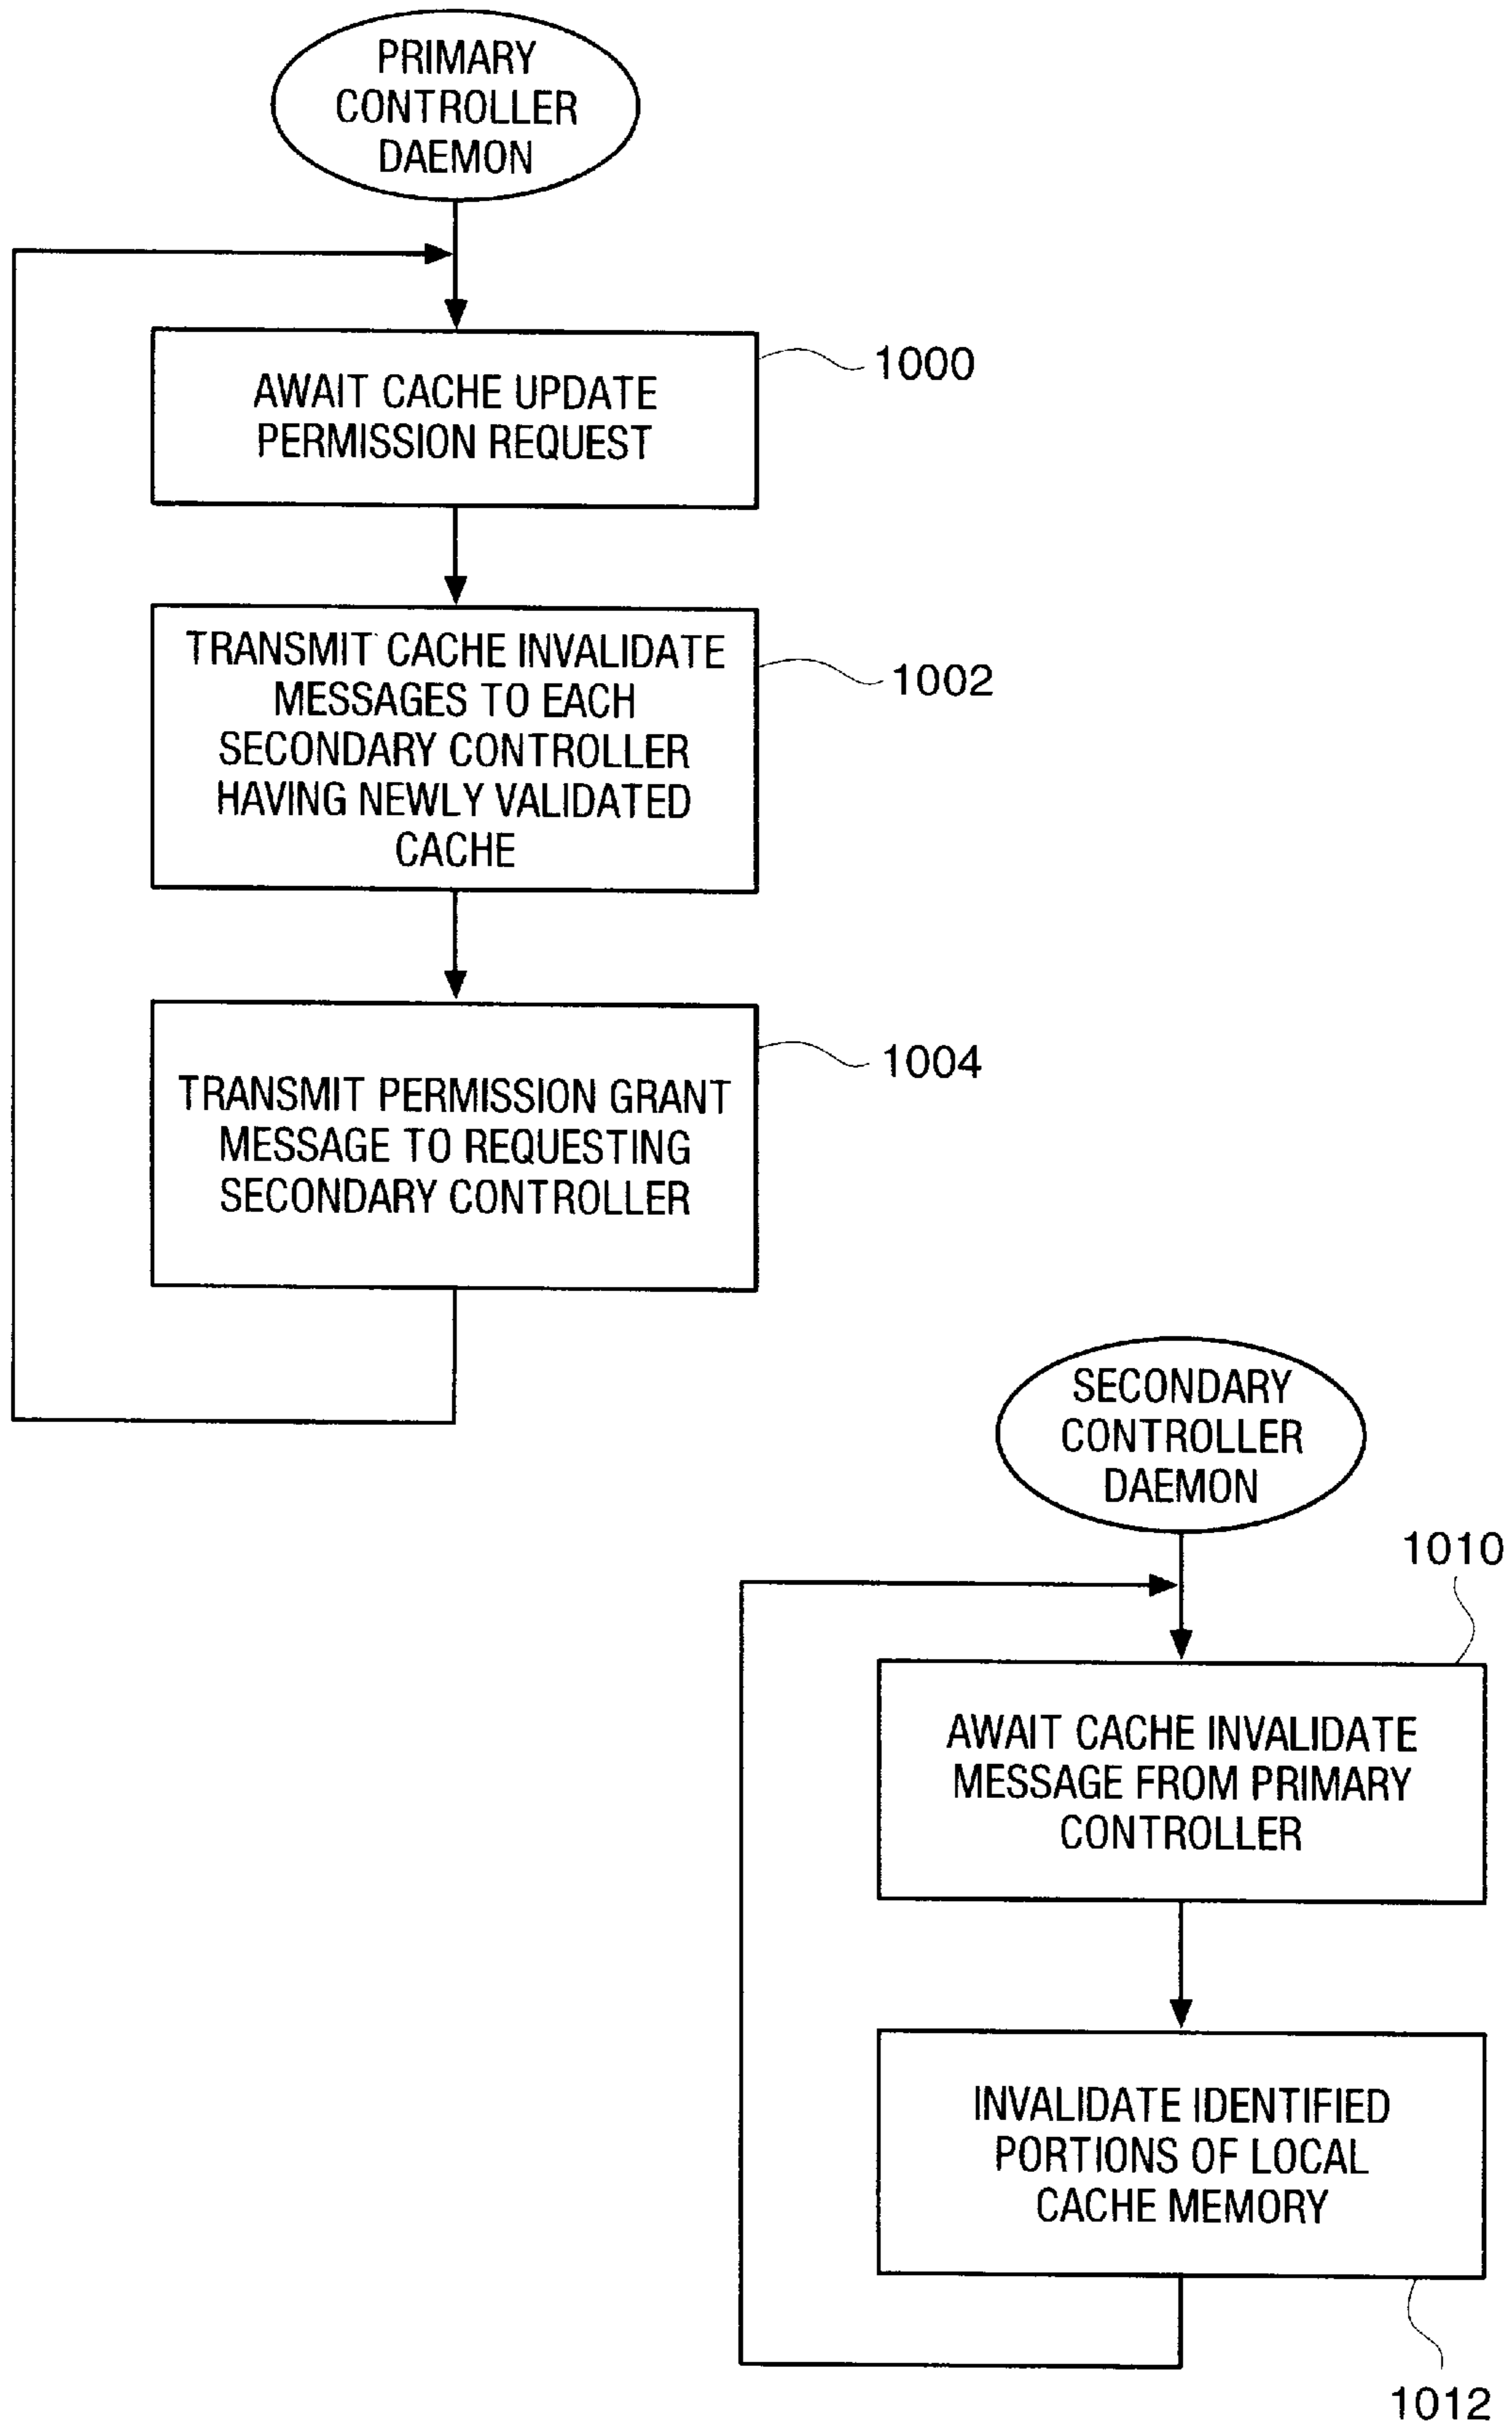 PRIMARY
CONTROLLER
DAEMON
AWAIT CACHE UPDATE
PERMISSION REQUEST
1000
TRANSMIT CACHE INVALIDATE
MESSAGES TO EACH
SECONDARY CONTROLLER
HAVING NEWLY VALIDATED
CACHE
1002
TRANSMIT PERMISSION GRANT
MESSAGE TO REQUESTING
SECONDARY CONTROLLER
1004
SECONDARY
CONTROLLER
DAEMON
1010
AWAIT CACHE INVALIDATE
MESSAGE FROM PRIMARY
CONTROLLER
INVALIDATE IDENTIFIED
PORTIONS OF LOCAL
CACHE MEMORY
1012